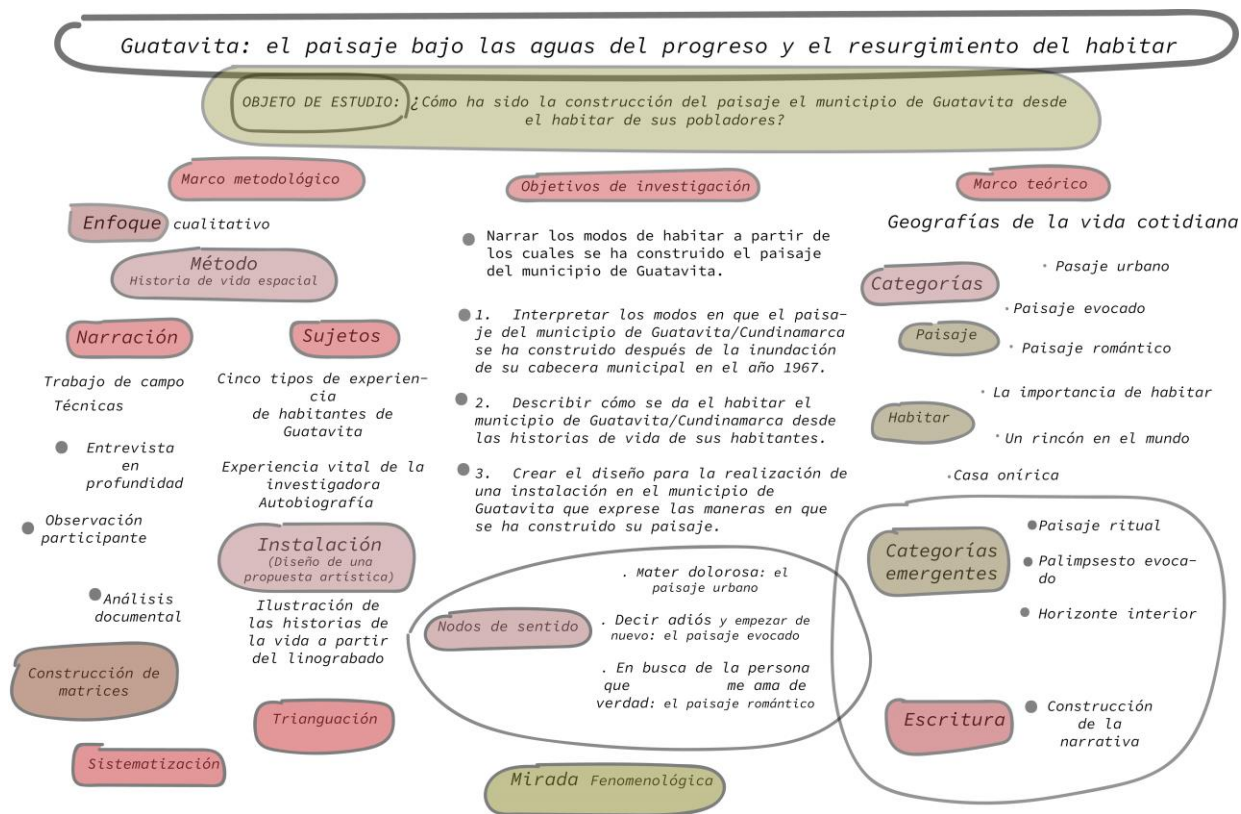 Guatavita: el paisaje bajo las aguas del progreso y el resurgimiento del habitar
OBJETO DE ESTUDIO: ¿Cómo ha sido la construcción del paisaje el municipio de Guatavita desde
el habitar de sus pobladores?
Marco metodológico
Enfoque cualitativo
Método
Historia de vida espacial
Narración
Trabajo de campo
Técnicas
Entrevista
en
profundidad
Observación
participante
Análisis
documental
Construcción de
matrices
Sistematización
Sujetos
Cinco tipos de experien-
cia
de habitantes de
Guatavita
Experiencia vital de la
investigadora
Autobiografía
Instalación
(Diseño de una
propuesta artística)
Ilustración de
las historias de
la vida a partir
del linograbado
Trianguación
Objetivos de investigación
Narrar los modos de habitar a partir de
los cuales se ha construido el paisaje
del municipio de Guatavita.
1. Interpretar los modos en que el paisa-
je del municipio de Guatavita/Cundinamarca
se ha construido después de la inundación
de su cabecera municipal en el año 1967.
2. Describir cómo se da el habitar el
municipio de Guatavita/Cundinamarca desde
las historias de vida de sus habitantes.
3. Crear el diseño para la realización de
una instalación en el municipio de
Guatavita que exprese las maneras en que
se ha construido su paisaje.
Nodos de sentido
. Mater dolorosa: el
paisaje urbano
. Decir adiós y empezar de
nuevo: el paisaje evocado
. En busca de la persona
que me ama de
verdad: el paisaje romántico
Mirada Fenomenológica
Marco teórico
Geografías de la vida cotidiana
Categorías
Pasaje urbano
Paisaje evocado
Paisaje
Paisaje romántico
La importancia de habitar
Habitar
Un rincón en el mundo
Casa onírica
Categorías
emergentes
Paisaje ritual
Palimpsesto evoca-
do
Horizonte interior
Escritura
Construcción
de la
narrativa